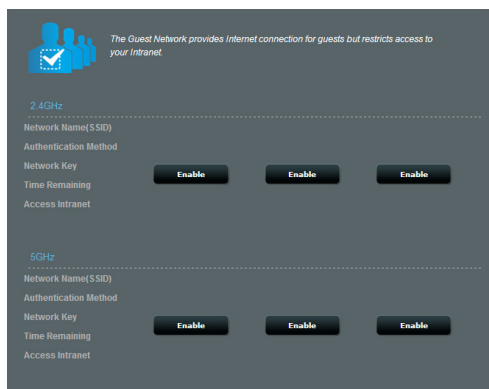 The Guest Network provides Internet connection for guests but restricts access to
your Intranet.
2.4GHz
Network Name(SSID)
Authentication Method
Network Key
Enable Enable Enable
Time Remaining
Access Intranet
5GHz
Network Name(SSID)
Authentication Method
Network Key
Enable Enable Enable
Time Remaining
Access Intranet